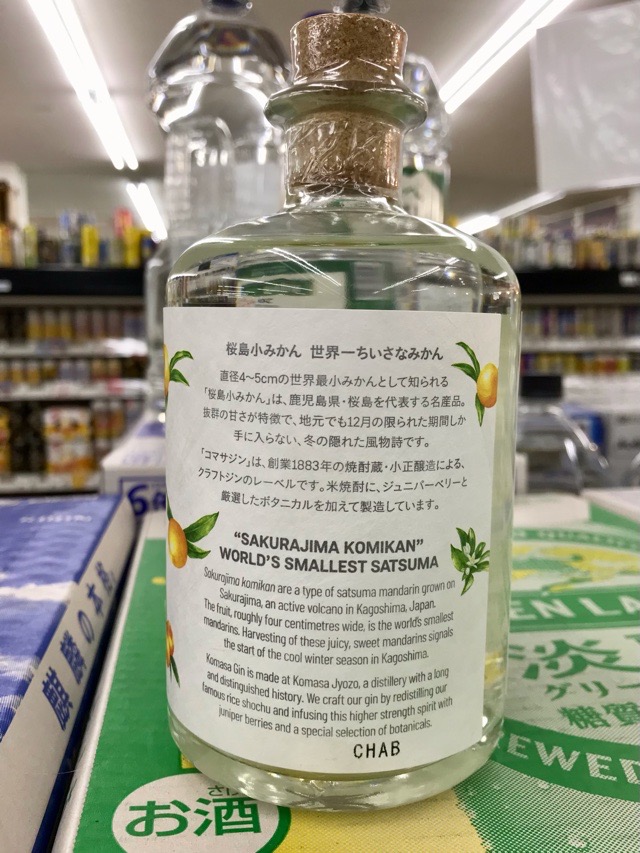 桜島小みかん 世界一ちいさなみかん
直径4~5cmの世界最小みかんとして知られる
「桜島小みかん」は、鹿児島県・桜島を代表する名産品。
抜群の甘さが特徴で、地元でも12月の限られた期間しか
手に入らない、冬の隠れた風物詩です。
「コマサジン」は、創業1883年の焼酎蔵・小正醸造による、
クラフトジンのレーベルです。米焼酎に、ジュニパーベリーと
厳選したボタニカルを加えて製造しています。
“SAKURAJIMA KOMIKAN”
WORLD'S SMALLEST SATSUMA
Sakurajima komikan are a type of satsuma mandarin grown on
Sakurajima, an active volcano in Kagoshima, Japan.
The fruit, roughly four centimetres wide, is the world's smallest
mandarins. Harvesting of these juicy, sweet mandarins signals
the start of the cool winter season in Kagoshima.
Komasa Gin is made at Komasa Jyozo, a distillery with a long
and distinguished history. We craft our gin by redistilling our
famous rice shochu and infusing this higher strength spirit with
juniper berries and a special selection of botanicals.
CHAB
お酒
淡
グリー
糖質